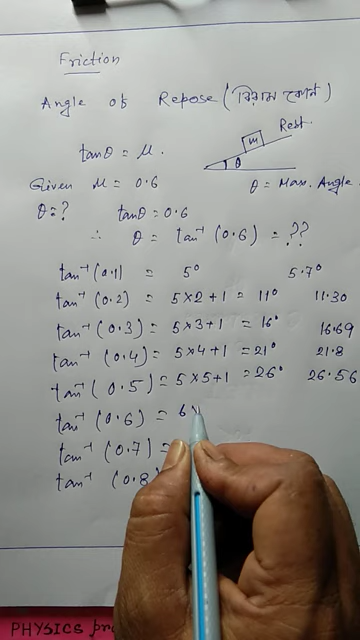 Friction
Angle of Repose (বিরাম কোণ)
Rest.
m
tanθ = μ.
θ
Given μ = 0.6
θ = Max. Angle.
θ=? tanθ = 0.6
∴ θ = tan⁻¹ (0.6) = ??
tan⁻¹ (0.1) = 5° 5.7°
tan⁻¹ (0.2) = 5×2+1 = 11° 11.30
tan⁻¹ (0.3) = 5×3+1 = 16° 16.69
tan⁻¹ (0.4) = 5×4+1 = 21° 21.8
tan⁻¹ (0.5) = 5×5+1 = 26° 26.56
tan⁻¹ (0.6) = 6×
tan⁻¹ (0.7) =
tan⁻¹ (0.8
PHYSICS